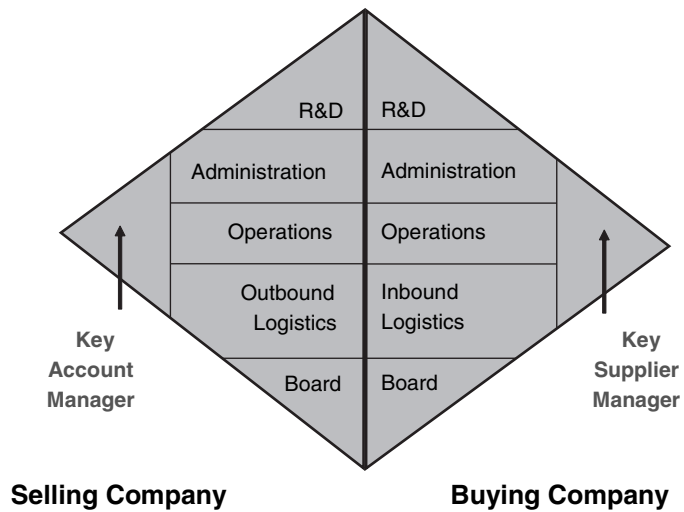 R&D
R&D
Administration
Administration
Operations
Operations
Outbound
Logistics
Inbound
Logistics
Board
Board
Key
Account
Manager
Key
Supplier
Manager
Selling Company
Buying Company